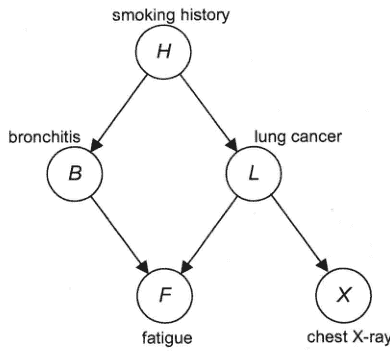 smoking history
H
bronchitis
lung cancer
B
L
F
X
fatigue
chest X-ray